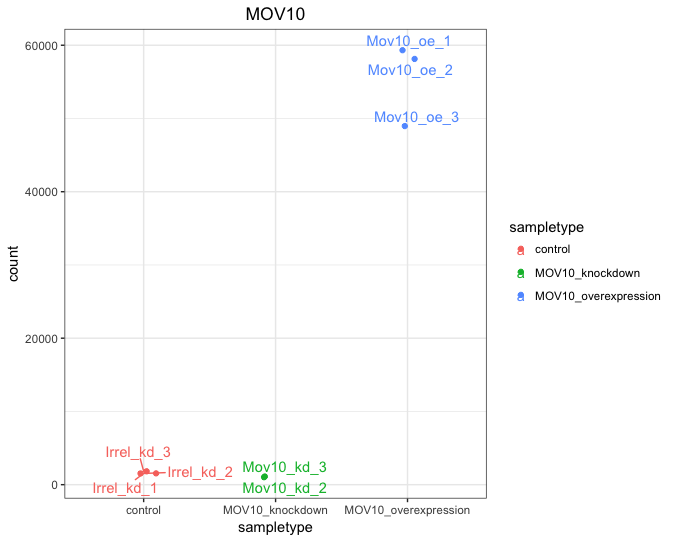 MOV10
60000
40000
20000
0
count
Mov10_oe_1
Mov10_oe_2
Mov10_oe_3
Irrel_kd_3
Irrel_kd_2
Irrel_kd_1
Mov10_kd_3
Mov10_kd_2
control
MOV10_knockdown
MOV10_overexpression
sampletype
sampletype
a control
a MOV10_knockdown
a MOV10_overexpression